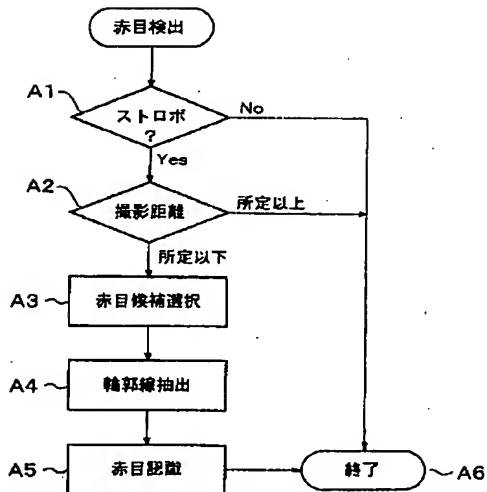 赤目検出
A1
ストロボ
?
No
Yes
A2
撮影距離
所定以上
所定以下
A3
赤目候補選択
A4
輪郭線抽出
A5
赤目認識
終了
A6